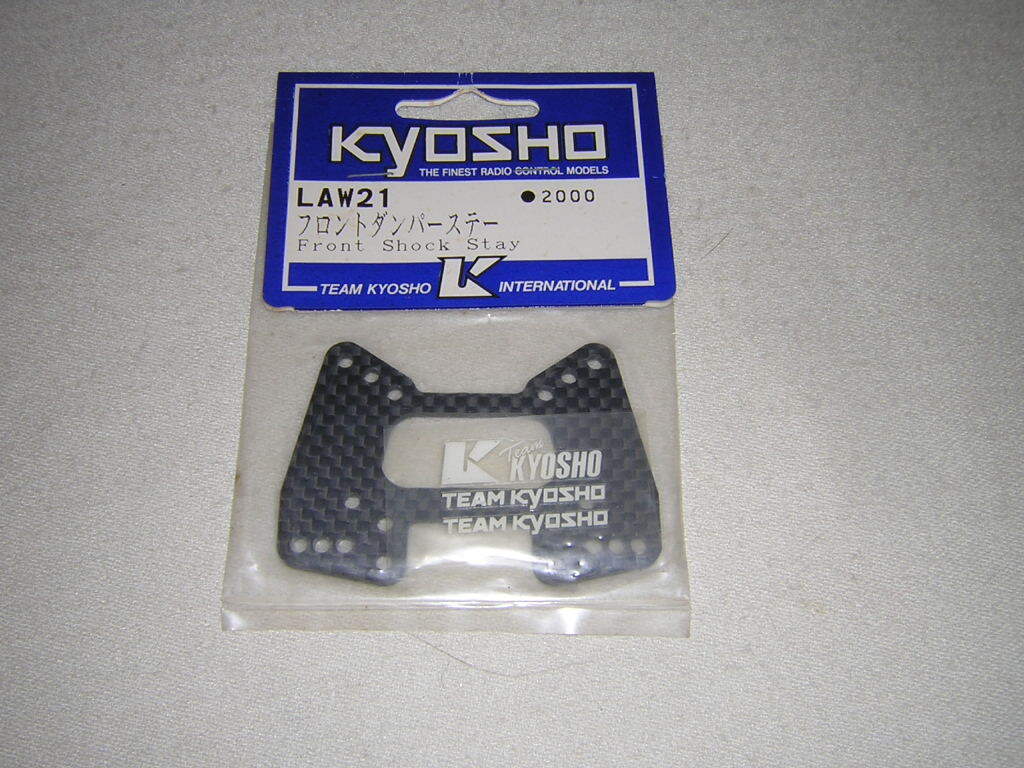 KYOSHO
THE FINEST RADIO CONTROL MODELS
LAW21 ●2000
フロントダンパーステー
Front Shock Stay
TEAM KYOSHO K INTERNATIONAL
K Team KYOSHO
TEAM KYOSHO
TEAM KYOSHO